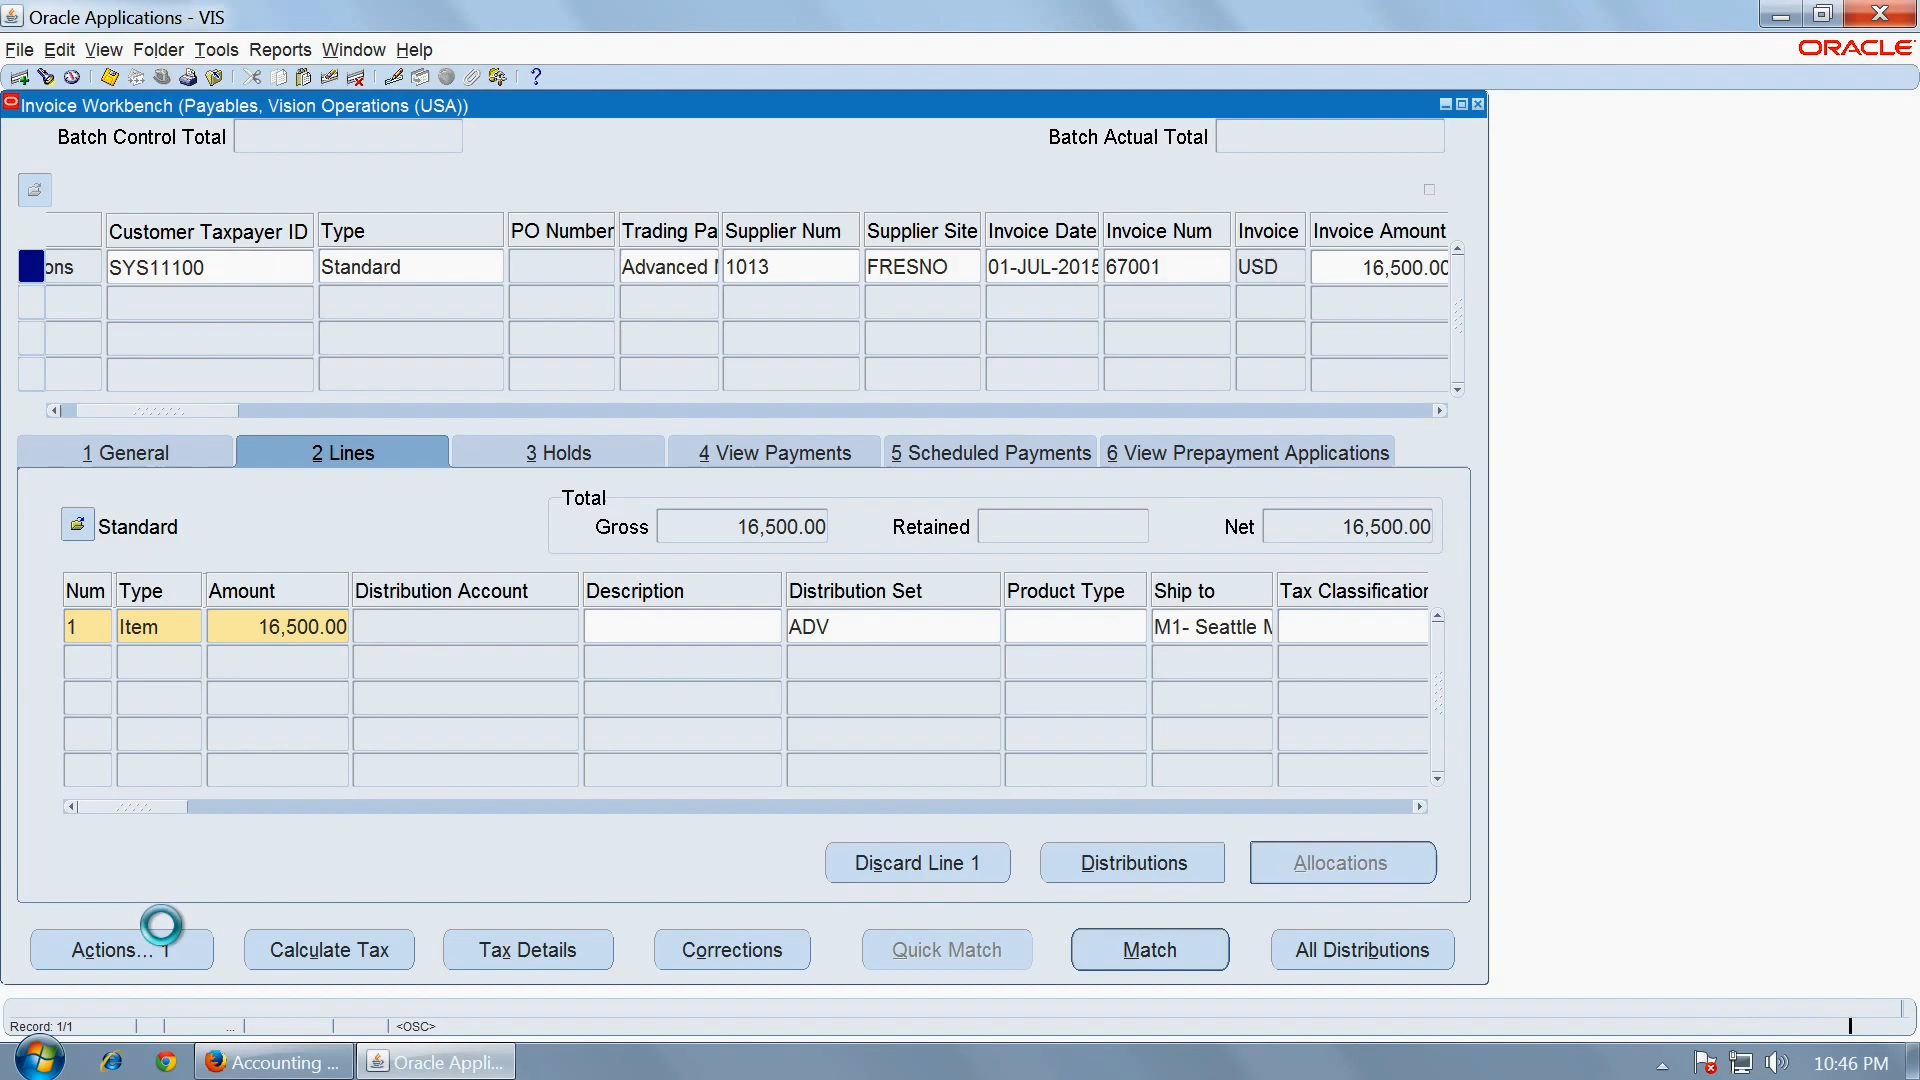 Oracle Applications - VIS
File Edit View Folder Tools Reports Window Help
ORACLE
Invoice Workbench (Payables, Vision Operations (USA))
Batch Control Total
Batch Actual Total
Customer Taxpayer ID Type PO Number Trading Pa Supplier Num Supplier Site Invoice Date Invoice Num Invoice Invoice Amount
ons SYS11100 Standard Advanced 1013 FRESNO 01-JUL-2015 67001 USD 16,500.00
1 General 2 Lines 3 Holds 4 View Payments 5 Scheduled Payments 6 View Prepayment Applications
Total
Standard Gross 16,500.00 Retained Net 16,500.00
Num Type Amount Distribution Account Description Distribution Set Product Type Ship to Tax Classification
1 Item 16,500.00 ADV M1- Seattle M
Discard Line 1 Distributions Allocations
Actions... 1 Calculate Tax Tax Details Corrections Quick Match Match All Distributions
Record: 1/1 ... <OSC>
Accounting ... Oracle Appli... 10:46 PM